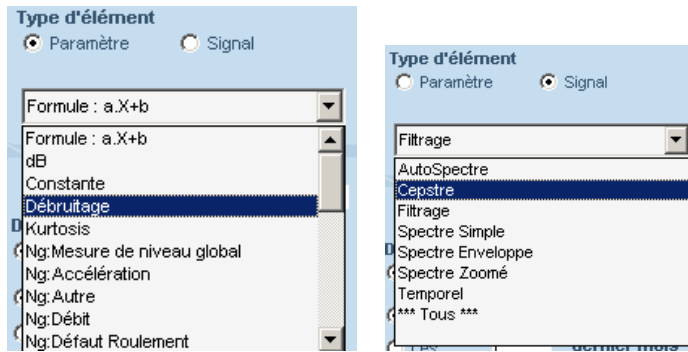 Type d'élément
Paramètre Signal
Formule : a.X+b
Formule : a.X+b
dB
Constante
Débruitage
Kurtosis
Ng:Mesure de niveau global
Ng:Accélération
Ng:Autre
Ng:Débit
Ng:Défaut Roulement
Type d'élément
Paramètre Signal
Filtrage
AutoSpectre
Cepstre
Filtrage
Spectre Simple
Spectre Enveloppe
Spectre Zoomé
Temporel
*** Tous ***
dernier mois